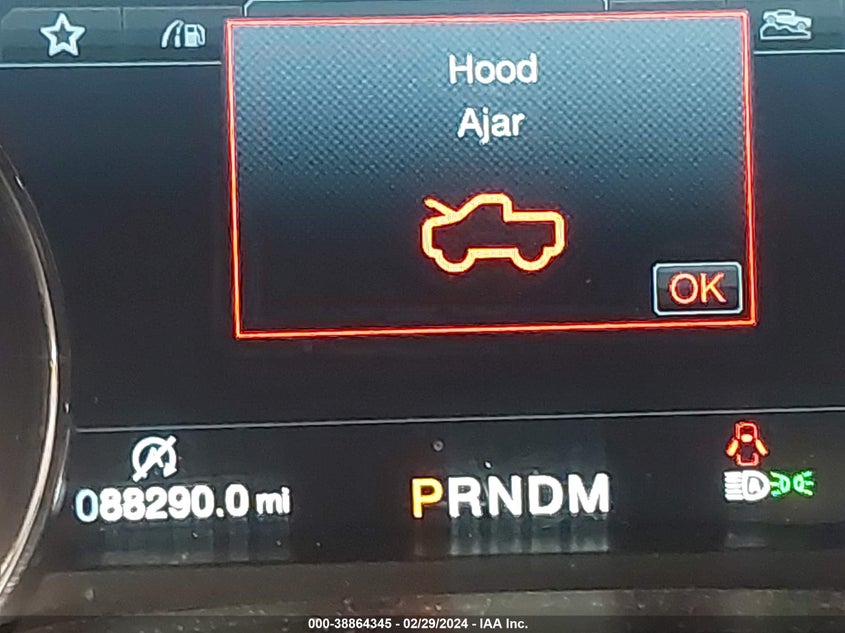 Hood
Ajar
OK
088290.0 mi
PRNDM
000-38864345 - 02/29/2024 - IAA Inc.